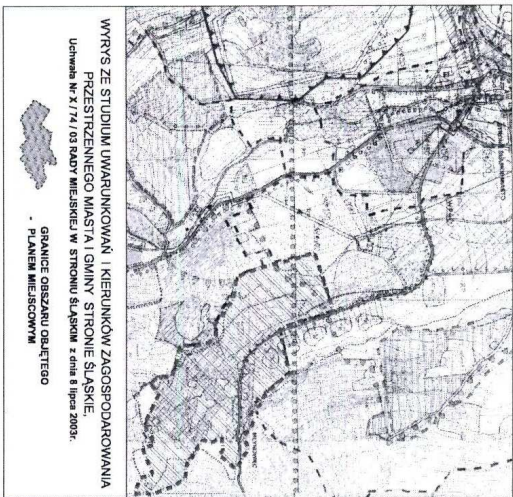 WYRYS ZE STUDIUM UWARUNKOWAŃ I KIERUNKÓW ZAGOSPODAROWANIA
PRZESTRZENNEGO MIASTA I GMINY STRONIE ŚLĄSKIE,
Uchwała Nr X / 74 / 03 RADY MIEJSKIEJ W STRONIU ŚLĄSKIM z dnia 8 lipca 2003r.
GRANICE OBSZARU OBJĘTEGO
- PLANEM MIEJSCOWYM